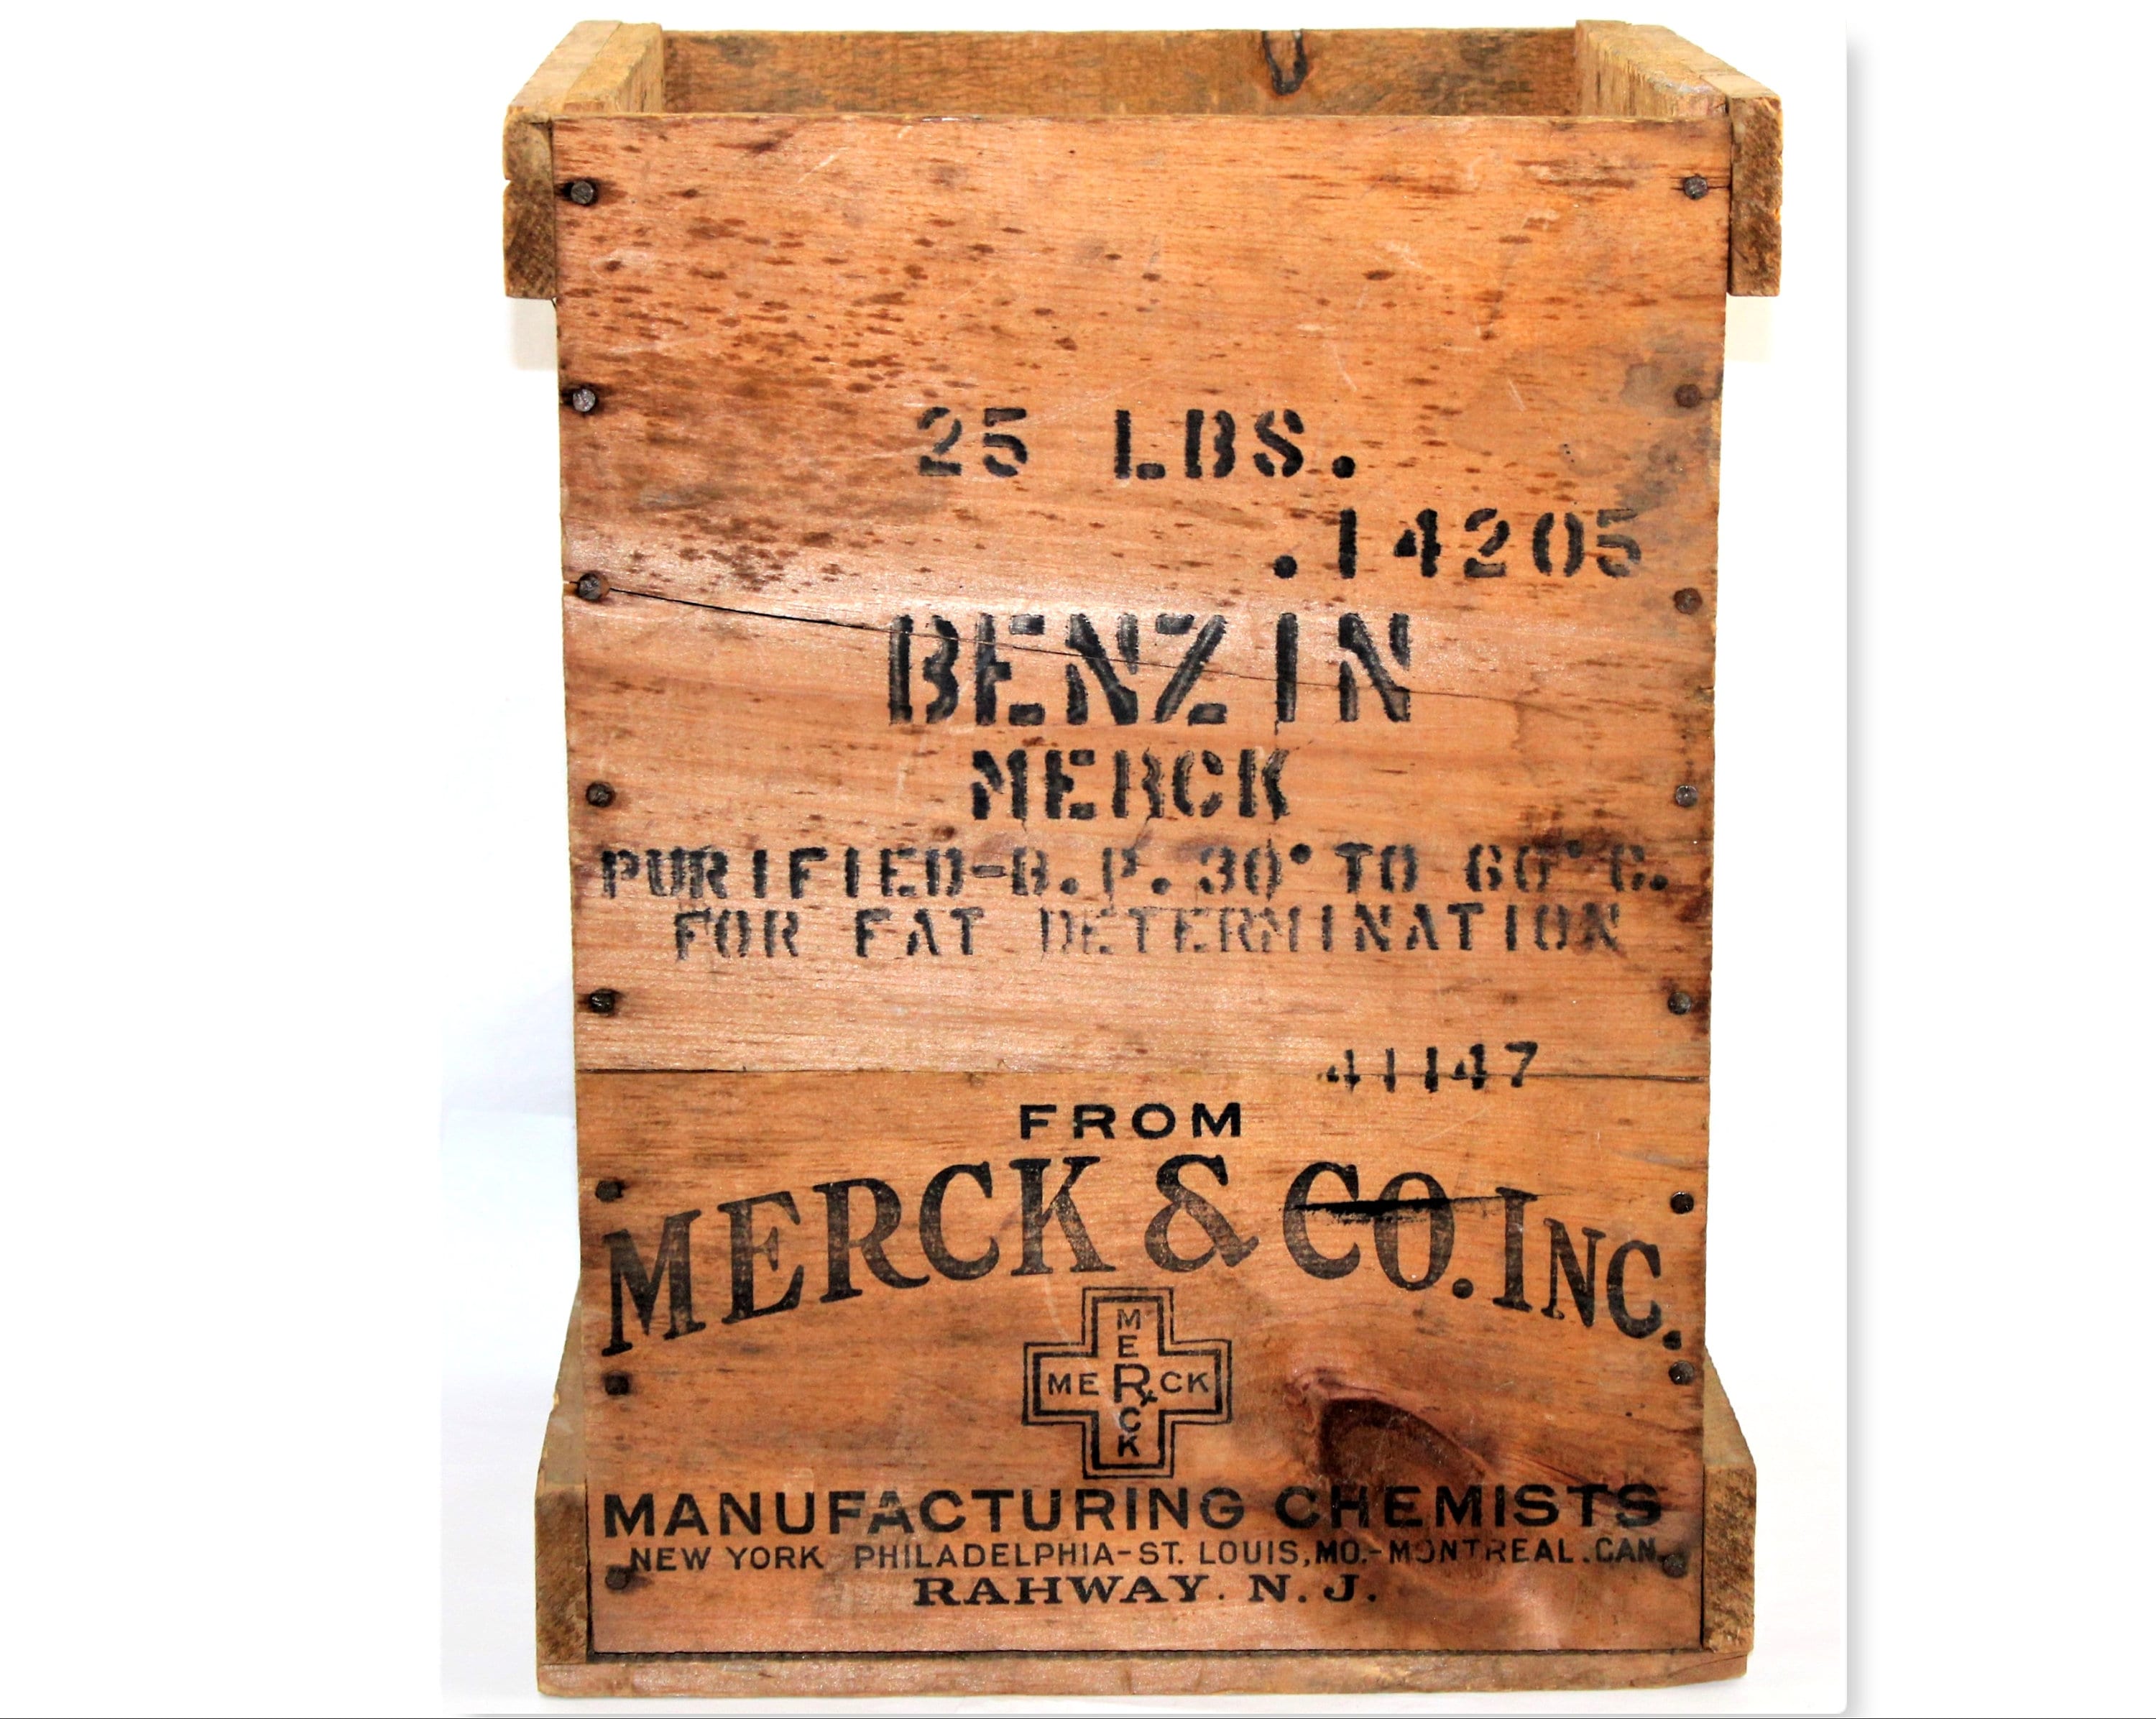 25 LBS.
.14205
BENZIN
MERCK
PURIFIED-B.P. 30° TO 60° C.
FOR FAT DETERMINATION
41147
FROM
MERCK & CO. INC.
MERCK
MERCK
MANUFACTURING CHEMISTS
NEW YORK PHILADELPHIA-ST. LOUIS, MO.-MONTREAL. CAN.
RAHWAY. N. J.